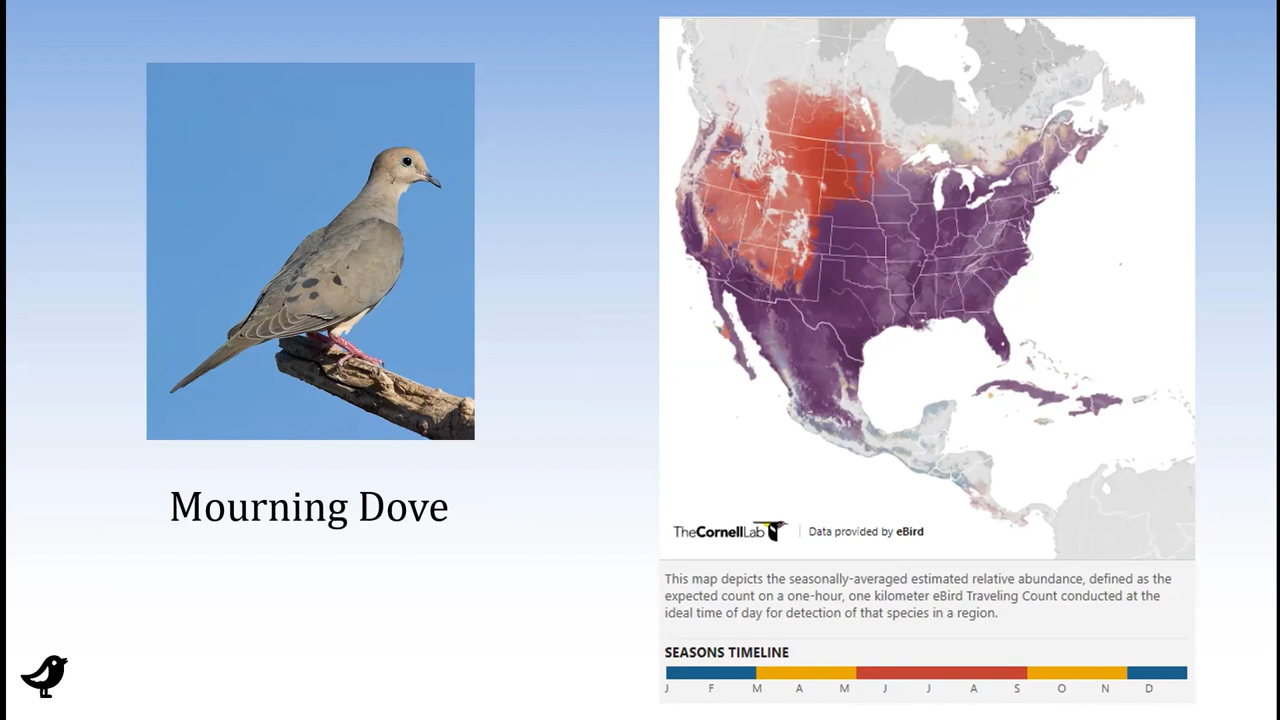 Mourning Dove
TheCornellLab Data provided by eBird
This map depicts the seasonally-averaged estimated relative abundance, defined as the
expected count on a one-hour, one kilometer eBird Traveling Count conducted at the
ideal time of day for detection of that species in a region.
SEASONS TIMELINE
J F M A M J J A S O N D